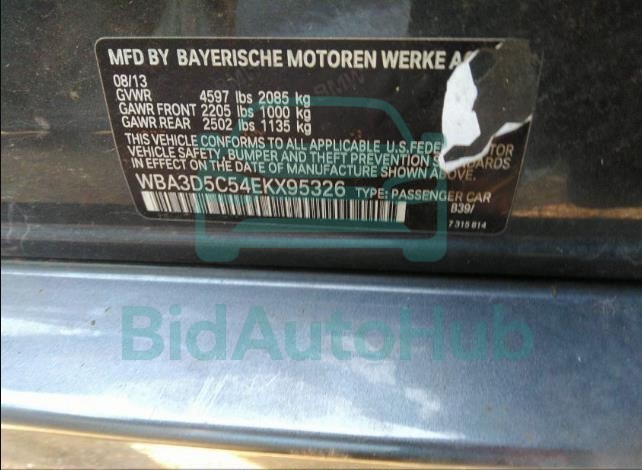 MFD BY BAYERISCHE MOTOREN WERKE
08/13
GVWR 4597 lbs 2085 kg
GAWR FRONT 2205 lbs 1000 kg
GAWR REAR 2502 lbs 1135 kg
THIS VEHICLE CONFORMS TO ALL APPLICABLE U.S.
VEHICLE SAFETY, BUMPER AND THEFT PREVENTION
IN EFFECT ON THE DATE OF MANUFACTURE SHOWN ABOVE.
WBA3D5C54EKX95326 TYPE: PASSENGER CAR
B39/
7 315 814
BidAutoHub